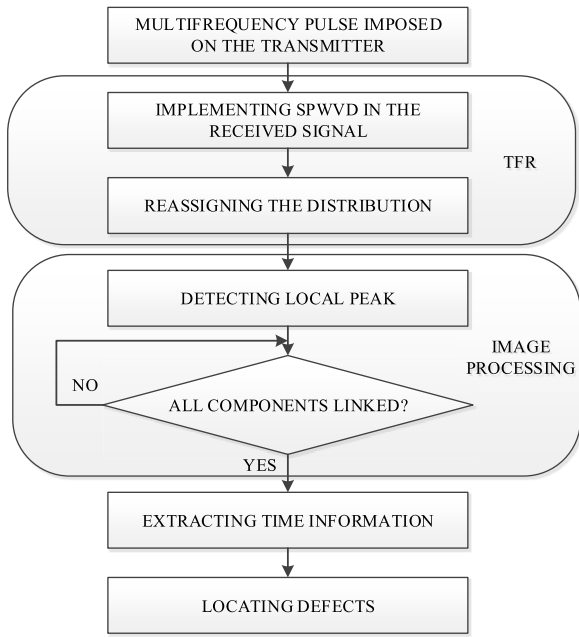 MULTIFREQUENCY PULSE IMPOSED
ON THE TRANSMITTER
IMPLEMENTING SPWVD IN THE
RECEIVED SIGNAL
TFR
REASSIGNING THE DISTRIBUTION
DETECTING LOCAL PEAK
IMAGE
PROCESSING
NO
ALL COMPONENTS LINKED?
YES
EXTRACTING TIME INFORMATION
LOCATING DEFECTS